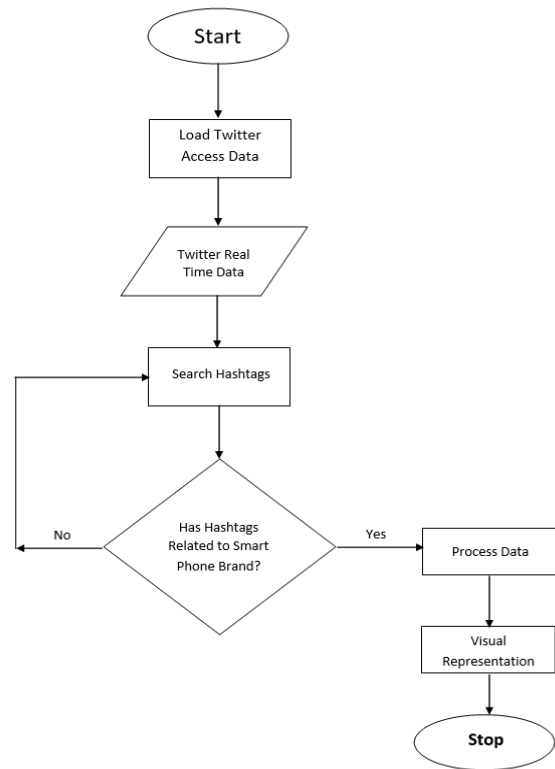 Start
Load Twitter
Access Data
Twitter Real
Time Data
Search Hashtags
Has Hashtags
Related to Smart
Phone Brand?
No
Yes
Process Data
Visual
Representation
Stop